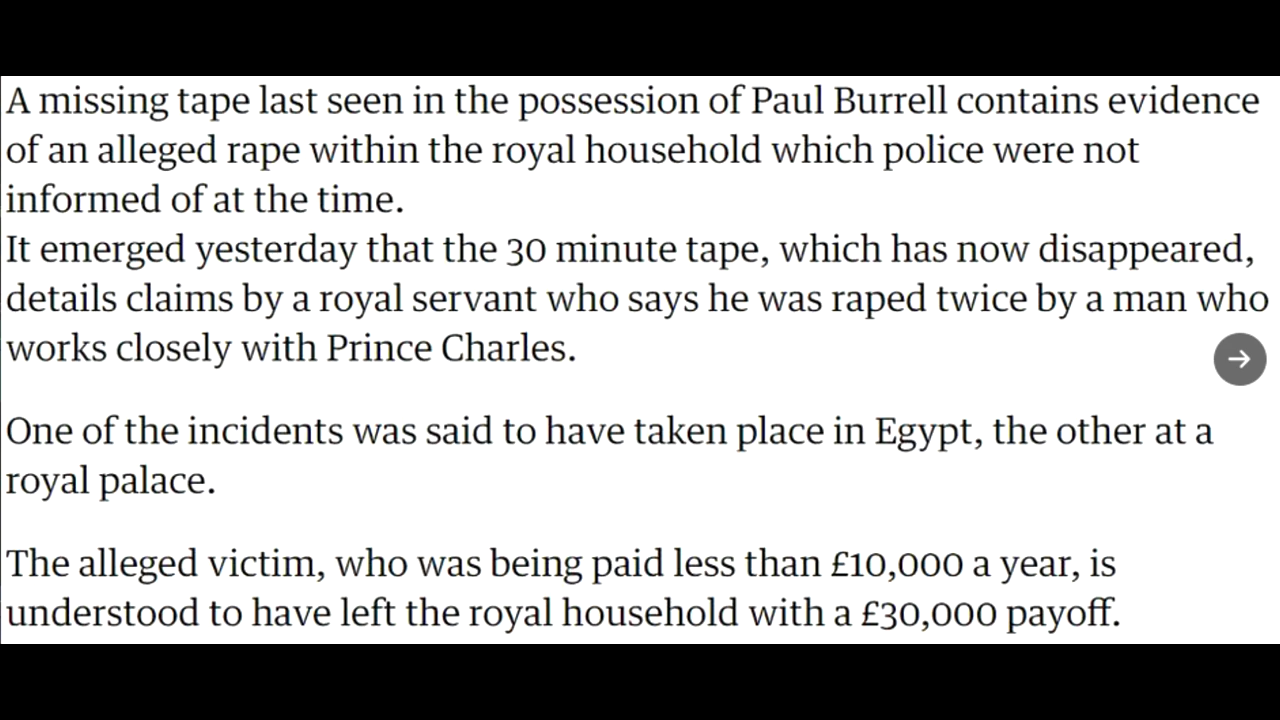 A missing tape last seen in the possession of Paul Burrell contains evidence
of an alleged rape within the royal household which police were not
informed of at the time.
It emerged yesterday that the 30 minute tape, which has now disappeared,
details claims by a royal servant who says he was raped twice by a man who
works closely with Prince Charles.
One of the incidents was said to have taken place in Egypt, the other at a
royal palace.
The alleged victim, who was being paid less than £10,000 a year, is
understood to have left the royal household with a £30,000 payoff.